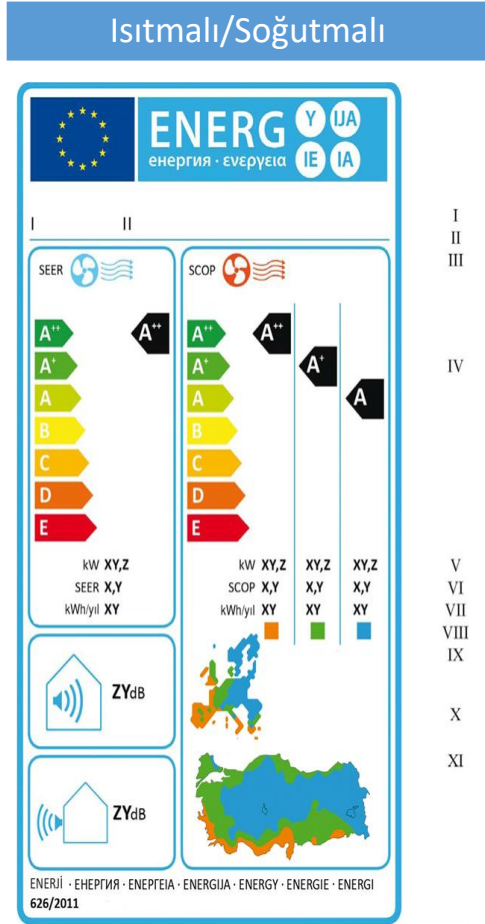 Isıtmalı/Soğutmalı
ENERG Y IJA
енергия · ενεργεια IE IA
I II
I
II
III
SEER SCOP
A++ A++ A++ A++
A+ A+ A+ IV
A A A
B B
C C
D D
E E
kW XY,Z kW XY,Z XY,Z XY,Z V
SEER X,Y SCOP X,Y X,Y X,Y VI
kWh/yıl XY kWh/yıl XY XY XY VII
VIII
IX
ZYdB X
XI
ZYdB
ENERJİ · ЕНЕРГИЯ · ΕΝΕΡΓΕΙΑ · ENERGIJA · ENERGY · ENERGIE · ENERGI
626/2011